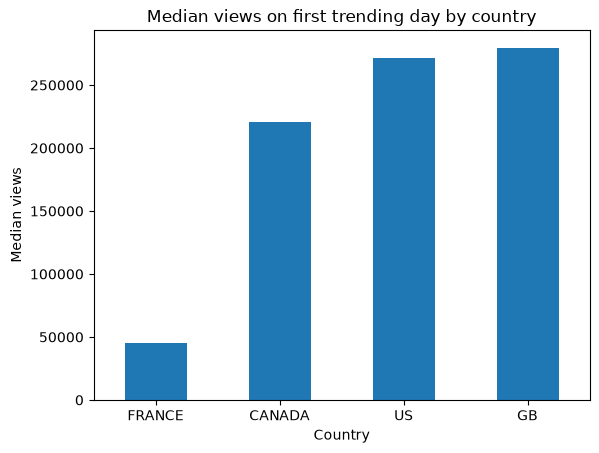 Median views on first trending day by country
Median views
250000
200000
150000
100000
50000
0
FRANCE CANADA US GB
Country